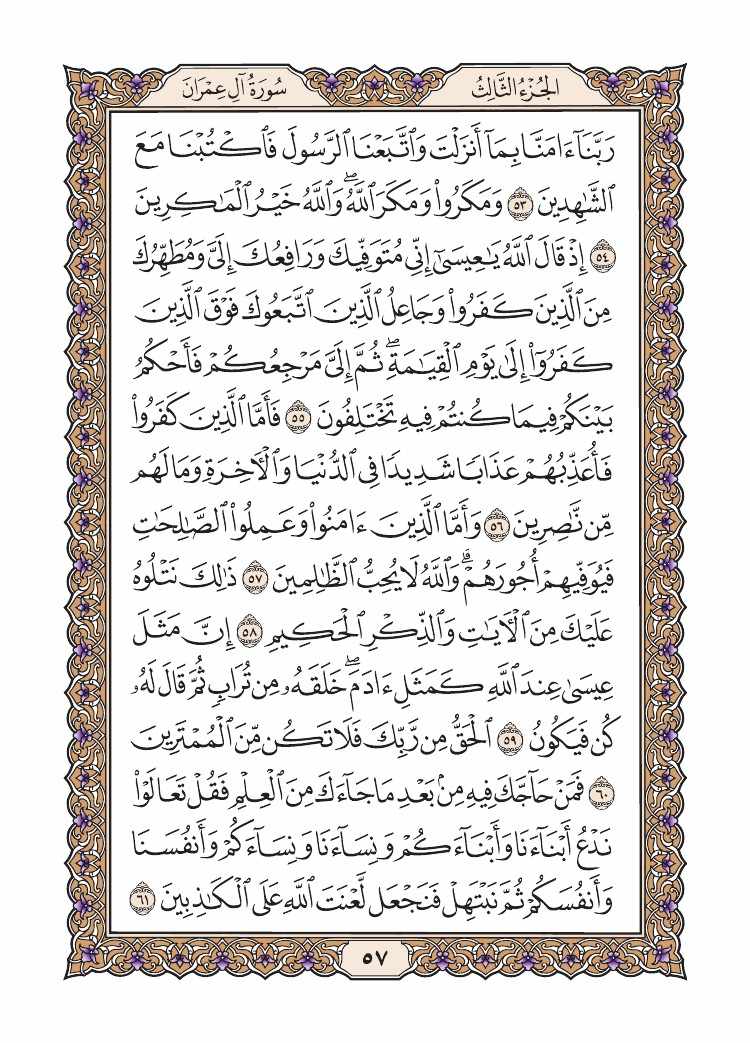 الجُزْءُ الثَّالِثُ
سُورَةُ آلِ عِمْرَانَ
رَبَّنَآ ءَامَنَّا بِمَآ أَنزَلْتَ وَٱتَّبَعْنَا ٱلرَّسُولَ فَٱكْتُبْنَا مَعَ
ٱلشَّٰهِدِينَ ٥٣ وَمَكَرُوا۟ وَمَكَرَ ٱللَّهُ ۖ وَٱللَّهُ خَيْرُ ٱلْمَٰكِرِينَ
٥٤ إِذْ قَالَ ٱللَّهُ يَٰعِيسَىٰٓ إِنِّى مُتَوَفِّيكَ وَرَافِعُكَ إِلَىَّ وَمُطَهِّرُكَ
مِنَ ٱلَّذِينَ كَفَرُوا۟ وَجَاعِلُ ٱلَّذِينَ ٱتَّبَعُوكَ فَوْقَ ٱلَّذِينَ
كَفَرُوٓا۟ إِلَىٰ يَوْمِ ٱلْقِيَٰمَةِ ۖ ثُمَّ إِلَىَّ مَرْجِعُكُمْ فَأَحْكُمُ
بَيْنَكُمْ فِيمَا كُنتُمْ فِيهِ تَخْتَلِفُونَ ٥٥ فَأَمَّا ٱلَّذِينَ كَفَرُوا۟
فَأُعَذِّبُهُمْ عَذَابًا شَدِيدًا فِى ٱلدُّنْيَا وَٱلْءَاخِرَةِ وَمَا لَهُم
مِّن نَّٰصِرِينَ ٥٦ وَأَمَّا ٱلَّذِينَ ءَامَنُوا۟ وَعَمِلُوا۟ ٱلصَّٰلِحَٰتِ
فَيُوَفِّيهِمْ أُجُورَهُمْ ۗ وَٱللَّهُ لَا يُحِبُّ ٱلظَّٰلِمِينَ ٥٧ ذَٰلِكَ نَتْلُوهُ
عَلَيْكَ مِنَ ٱلْءَايَٰتِ وَٱلذِّكْرِ ٱلْحَكِيمِ ٥٨ إِنَّ مَثَلَ
عِيسَىٰ عِندَ ٱللَّهِ كَمَثَلِ ءَادَمَ ۖ خَلَقَهُۥ مِن تُرَابٍ ثُمَّ قَالَ لَهُۥ
كُن فَيَكُونُ ٥٩ ٱلْحَقُّ مِن رَّبِّكَ فَلَا تَكُن مِّنَ ٱلْمُمْتَرِينَ
٦٠ فَمَنْ حَآجَّكَ فِيهِ مِنۢ بَعْدِ مَا جَآءَكَ مِنَ ٱلْعِلْمِ فَقُلْ تَعَالَوْا۟
نَدْعُ أَبْنَآءَنَا وَأَبْنَآءَكُمْ وَنِسَآءَنَا وَنِسَآءَكُمْ وَأَنفُسَنَا
وَأَنفُسَكُمْ ثُمَّ نَبْتَهِلْ فَنَجْعَل لَّعْنَتَ ٱللَّهِ عَلَى ٱلْكَٰذِبِينَ ٦١
٥٧